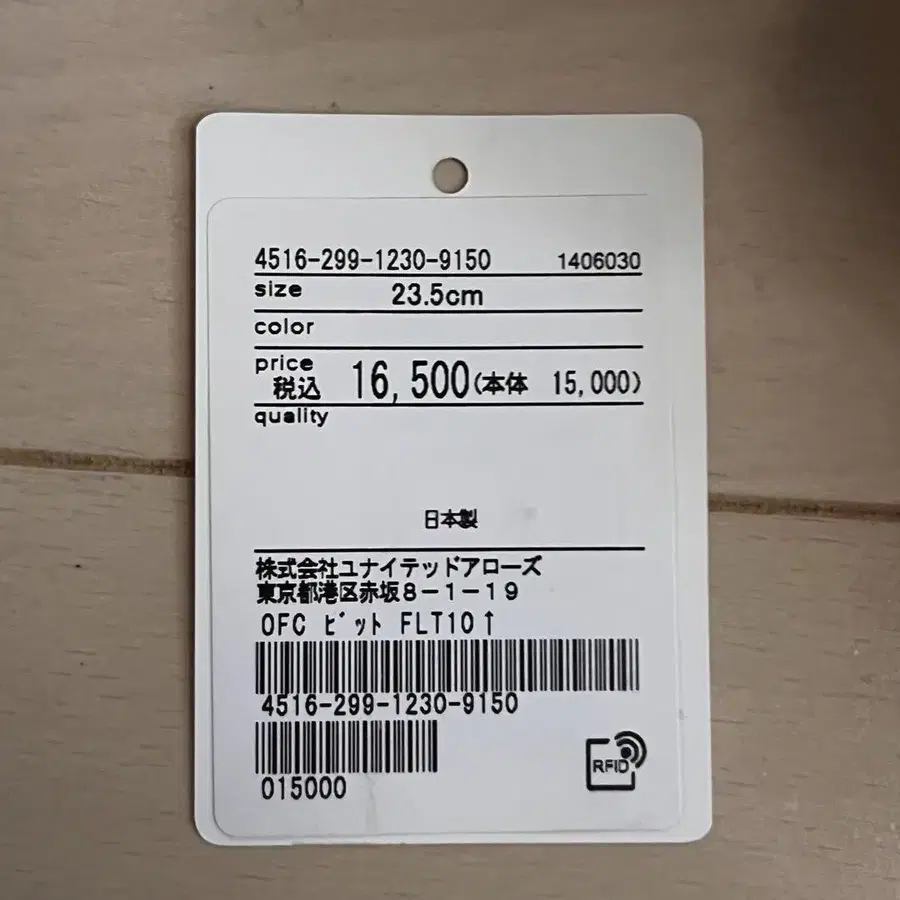 4516-299-1230-9150 1406030
size 23.5cm
color
price
税込 16,500(本体 15,000)
quality
日本製
株式会社ユナイテッドアローズ
東京都港区赤坂8-1-19
OFC ﾋﾞｯﾄ FLT10↑
4516-299-1230-9150
015000
RFID